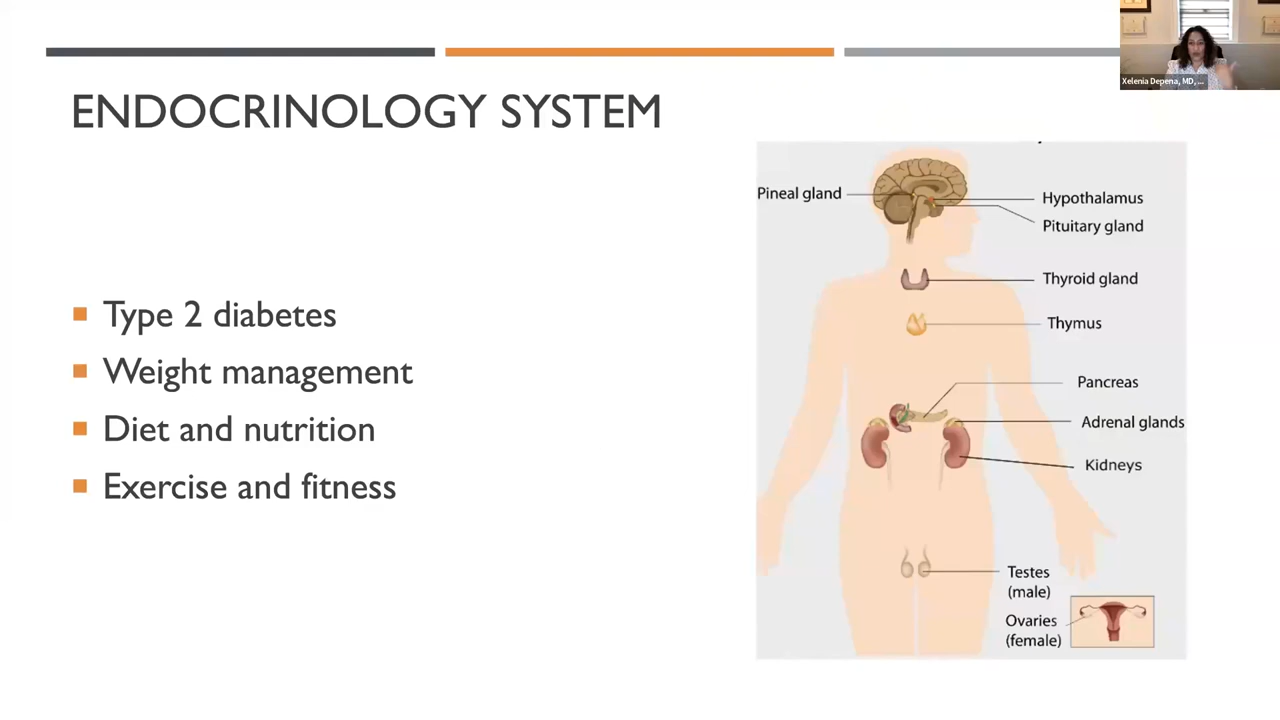 Xelenia Depena, MD, ...
ENDOCRINOLOGY SYSTEM
Type 2 diabetes
Weight management
Diet and nutrition
Exercise and fitness
Pineal gland
Hypothalamus
Pituitary gland
Thyroid gland
Thymus
Pancreas
Adrenal glands
Kidneys
Testes
(male)
Ovaries
(female)